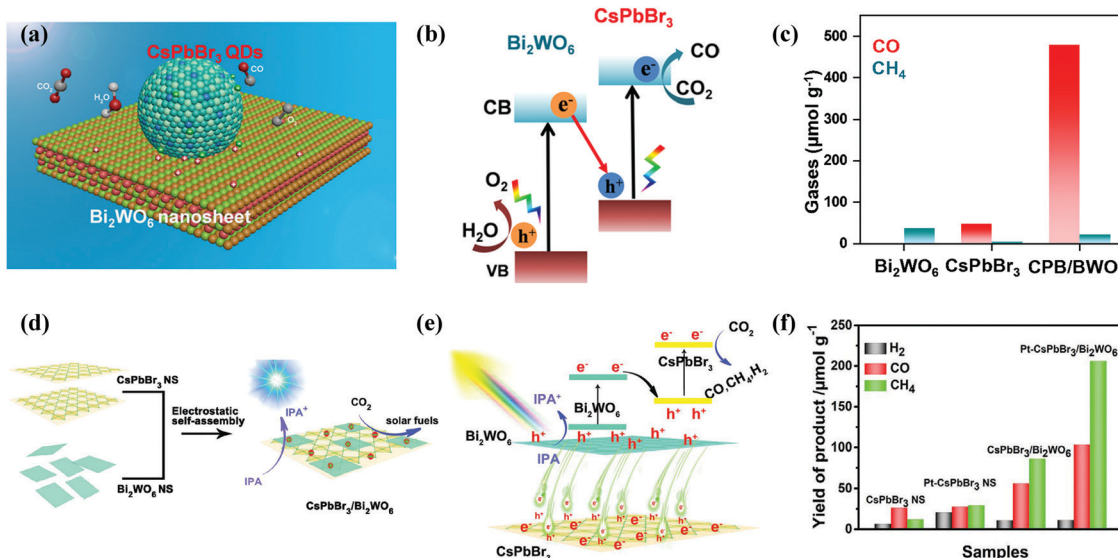 (a)
CsPbBr3 QDs
CO2
H2O
CO
Bi2WO6 nanosheet
(b)
CsPbBr3
Bi2WO6
CB
e-
e-
CO
CO2
O2
H2O
h+
h+
VB
(c)
CO
CH4
Gases (μmol g-1)
500
400
300
200
100
0
Bi2WO6 CsPbBr3 CPB/BWO
(d)
CsPbBr3 NS
Electrostatic
self-assembly
Bi2WO6 NS
IPA+
IPA
CO2
solar fuels
CsPbBr3/Bi2WO6
(e)
e- e-
CO2
CsPbBr3
e- e-
CO,CH4,H2
IPA+
Bi2WO6
h+ h+
Bi2WO6
h+ h+ h+ h+ h+ h+ h+
IPA
e- e- e- e- e- e-
h+ h+ h+ h+ h+ h+
e- e- e- e- e- e- e-
CsPbBr3
(f)
Yield of product /μmol g-1
250
200
150
100
50
0
H2
CO
CH4
Pt-CsPbBr3/Bi2WO6
CsPbBr3/Bi2WO6
Pt-CsPbBr3 NS
CsPbBr3 NS
Samples